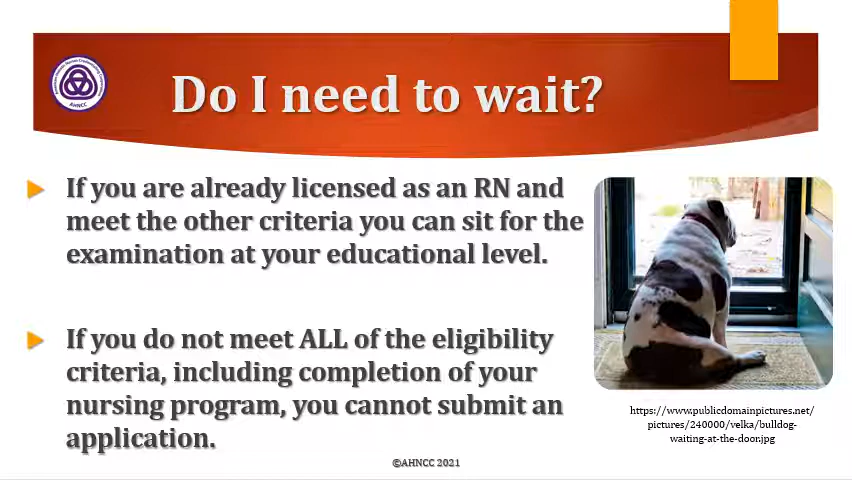 Do I need to wait?
AHNCC
If you are already licensed as an RN and
meet the other criteria you can sit for the
examination at your educational level.
If you do not meet ALL of the eligibility
criteria, including completion of your
nursing program, you cannot submit an
application.
https://www.publicdomainpictures.net/
pictures/240000/velka/bulldog-
waiting-at-the-door.jpg
©AHNCC 2021